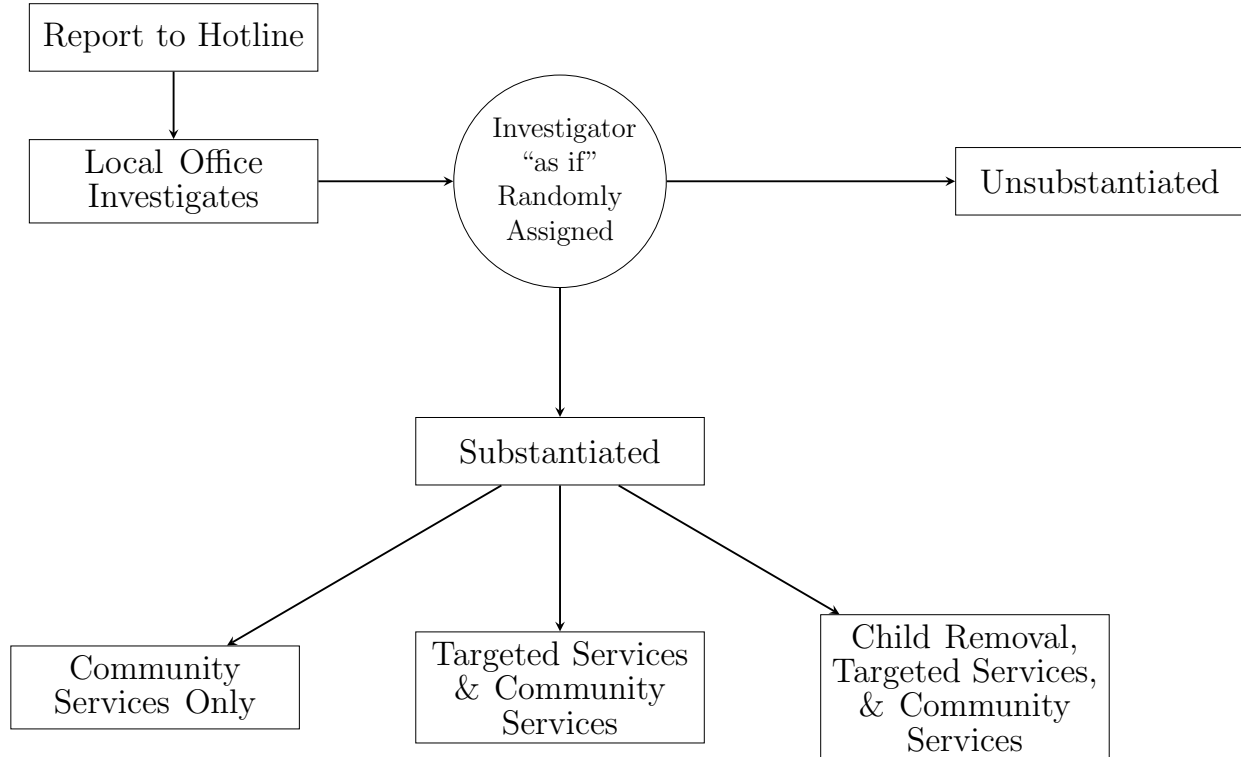 Report to Hotline
Local Office
Investigates
Investigator
“as if”
Randomly
Assigned
Unsubstantiated
Substantiated
Community
Services Only
Targeted Services
& Community
Services
Child Removal,
Targeted Services,
& Community
Services